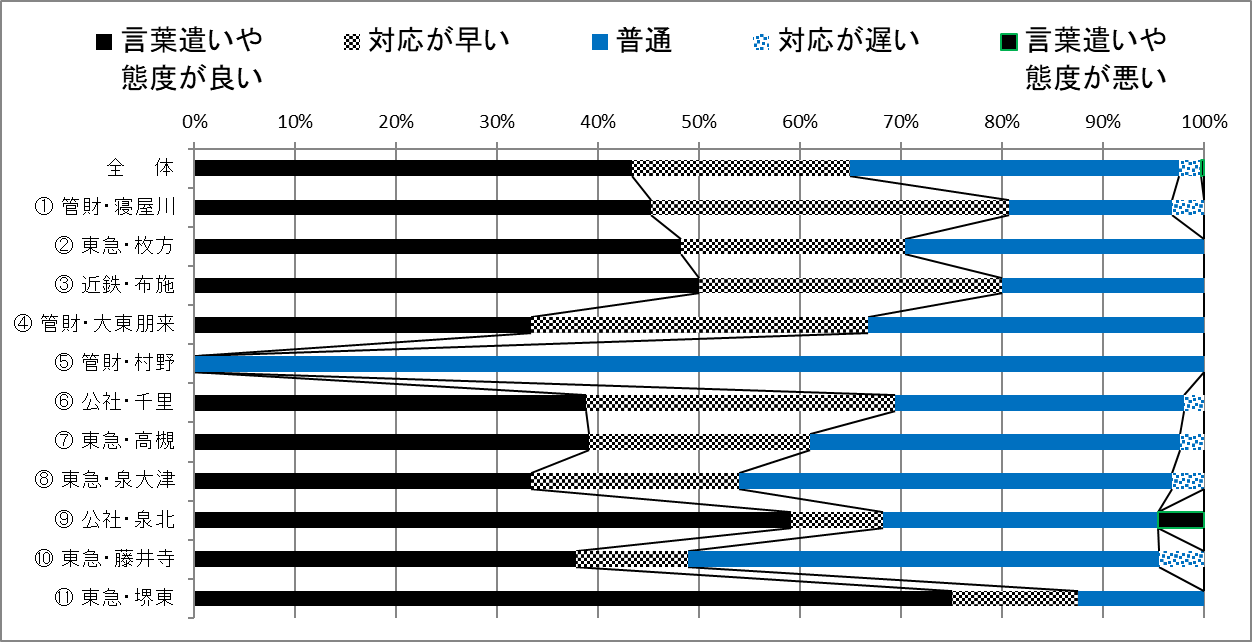 言葉遣いや
態度が良い
対応が早い
普通
対応が遅い
言葉遣いや
態度が悪い
0% 10% 20% 30% 40% 50% 60% 70% 80% 90% 100%
全 体
① 管財・寝屋川
② 東急・枚方
③ 近鉄・布施
④ 管財・大東朋来
⑤ 管財・村野
⑥ 公社・千里
⑦ 東急・高槻
⑧ 東急・泉大津
⑨ 公社・泉北
⑩ 東急・藤井寺
⑪ 東急・堺東